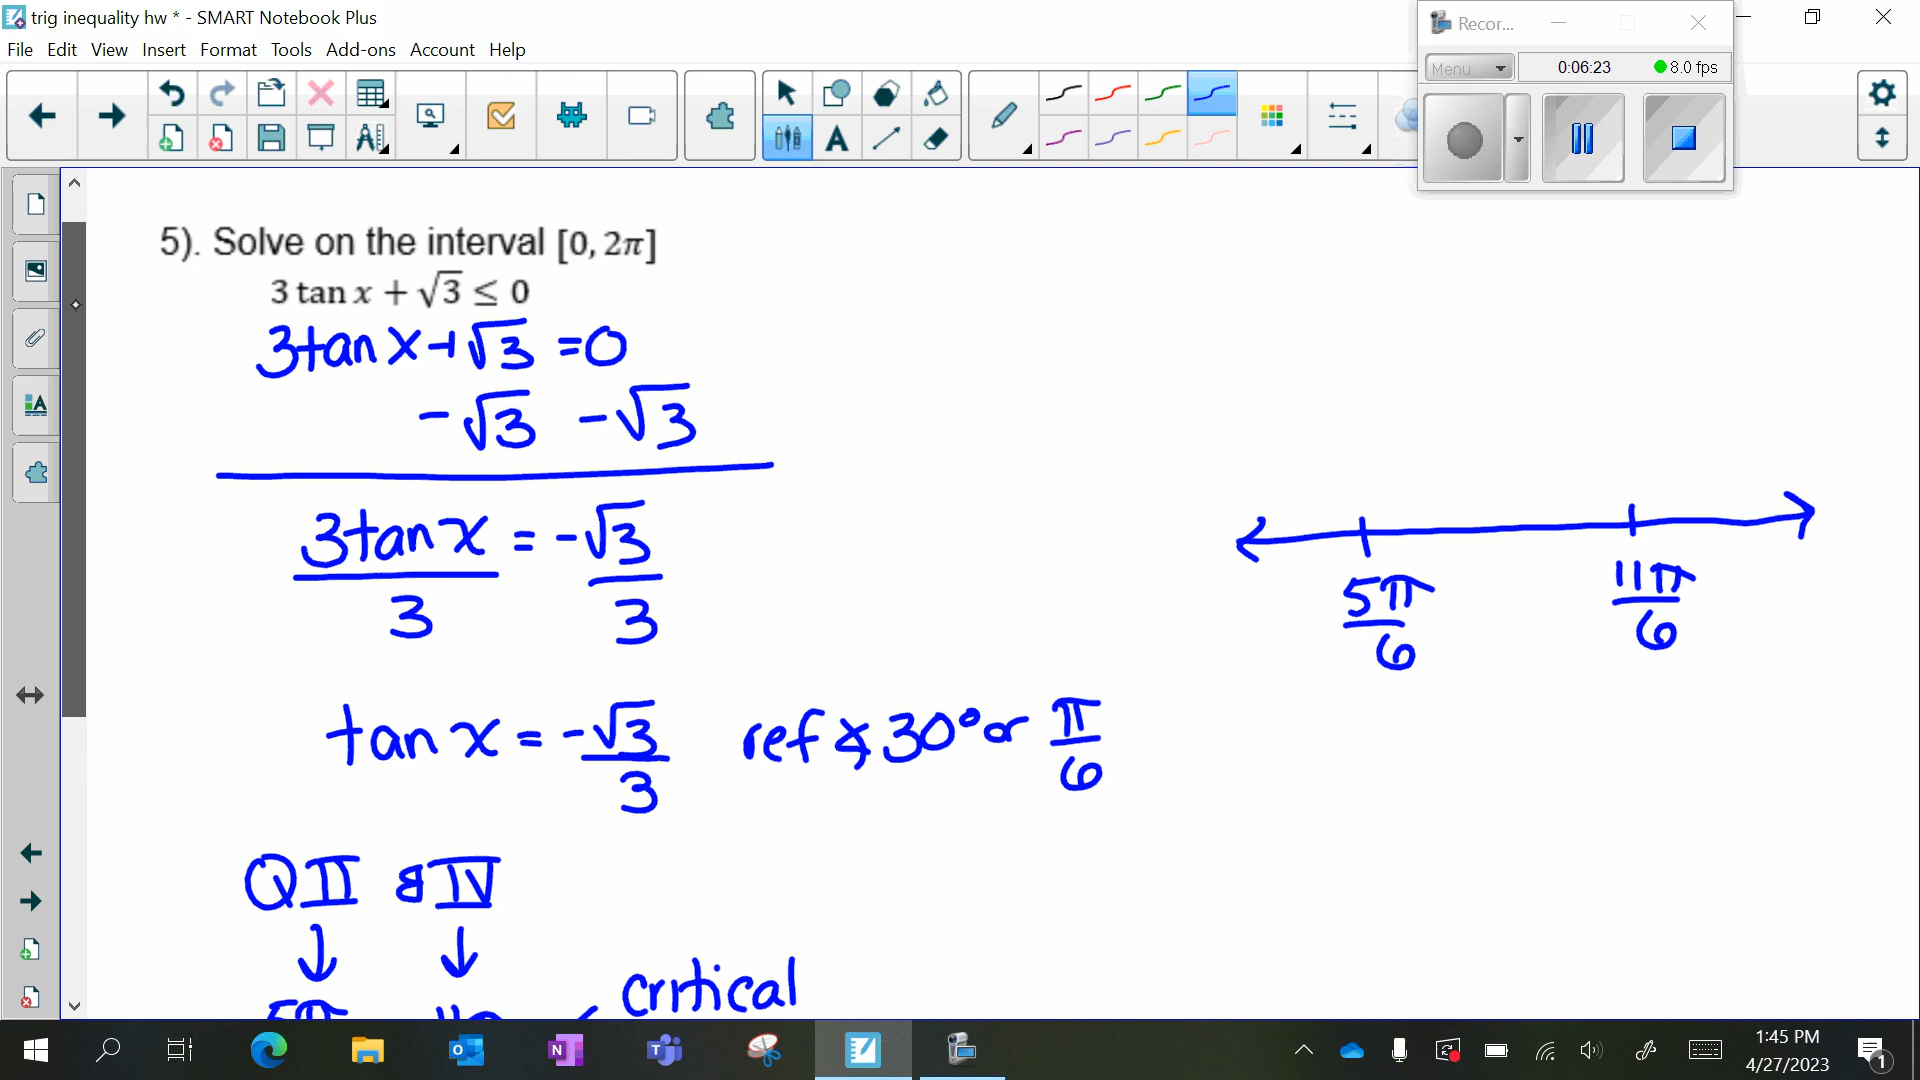 trig inequality hw * - SMART Notebook Plus
File Edit View Insert Format Tools Add-ons Account Help
Recor...
Menu 0:06:23 8.0 fps
5). Solve on the interval [0, 2π]
3 tan x + √3 ≤ 0
3tanx+√3 =0
-√3 -√3
3tanx/3 = -√3/3
5π/6
11π/6
tan x = -√3/3 ref ∢ 30° or π/6
QII & IV
↓ ↓
critical
1:45 PM
4/27/2023
1